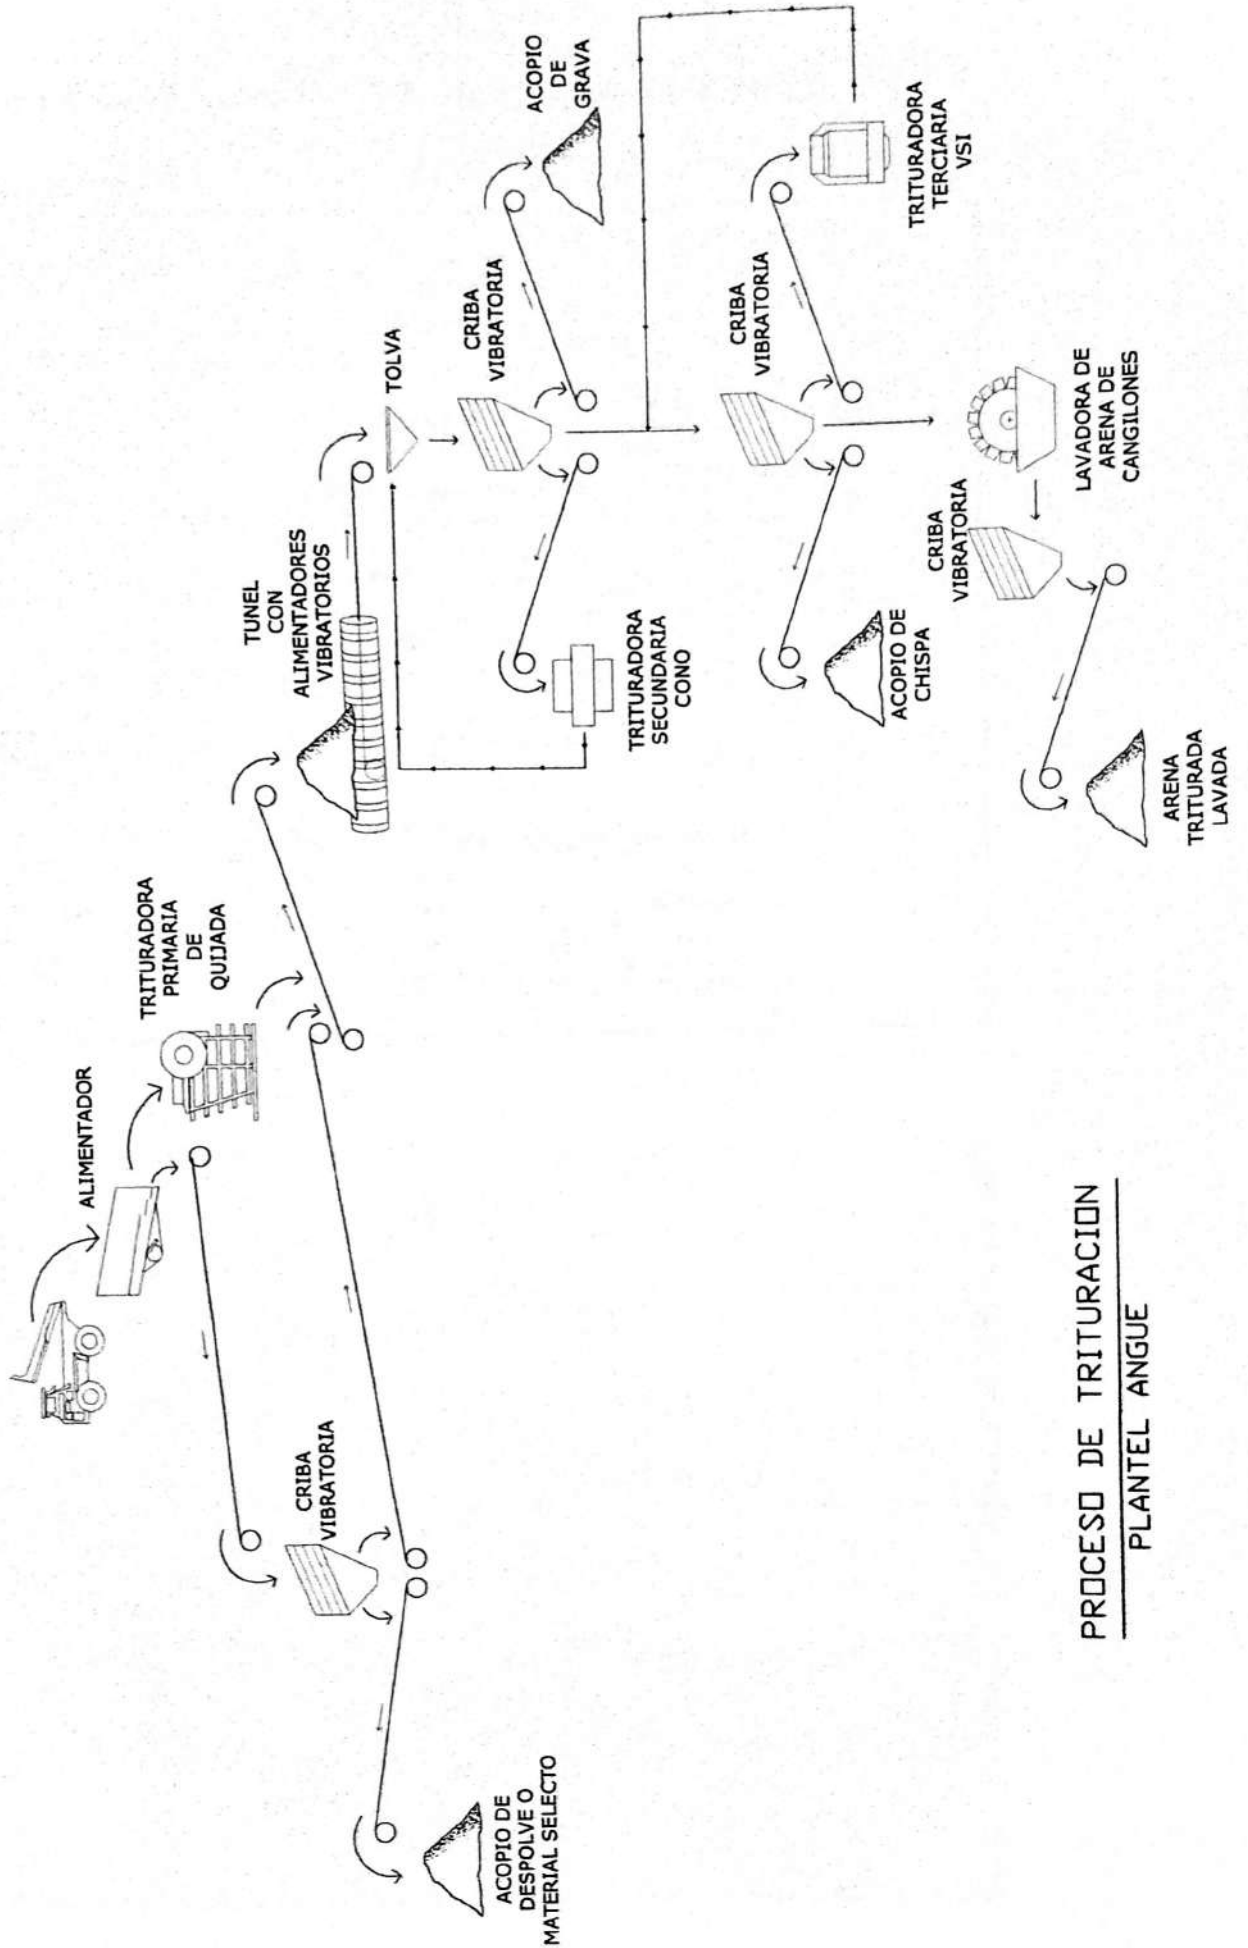 ALIMENTADOR
TRITURADORA
PRIMARIA
DE
QUIJADA
CRIBA
VIBRATORIA
ACOPIO DE
DESPOLVE O
MATERIAL SELECTO
TUNEL
CON
ALIMENTADORES
VIBRATORIOS
TOLVA
CRIBA
VIBRATORIA
ACOPIO
DE
GRAVA
TRITURADORA
SECUNDARIA
CONO
CRIBA
VIBRATORIA
TRITURADORA
TERCIARIA
VSI
ACOPIO DE
CHISPA
LAVADORA DE
ARENA DE
CANGILONES
CRIBA
VIBRATORIA
ARENA
TRITURADA
LAVADA
PROCESO DE TRITURACION
PLANTEL ANGUE